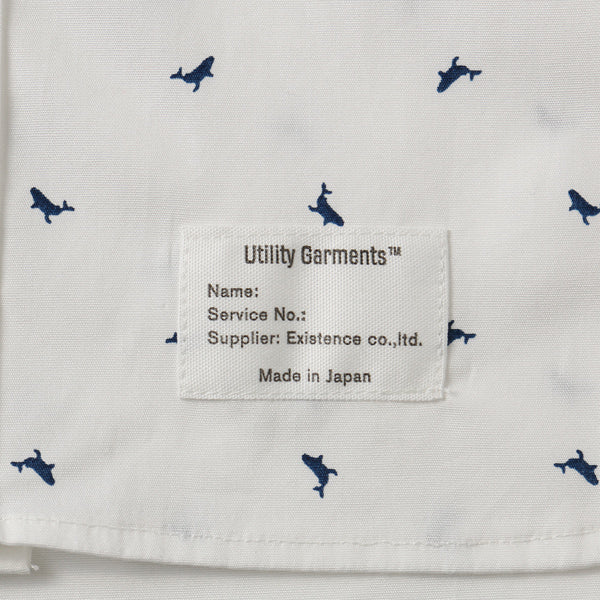 Utility Garments™
Name:
Service No.:
Supplier: Existence co.,ltd.
Made in Japan